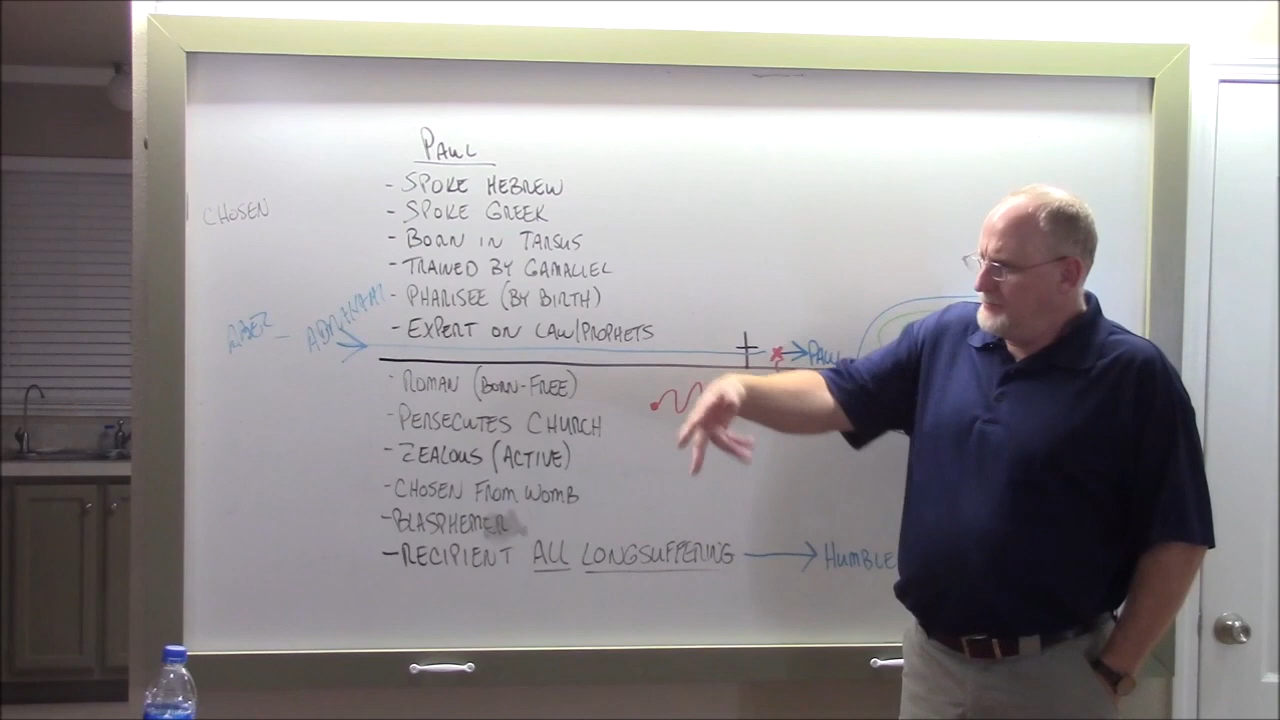 PAUL
- SPOKE HEBREW
CHOSEN
- SPOKE GREEK
- BORN IN TARSUS
- TRAINED BY GAMALIEL
- PHARISEE (BY BIRTH)
- EXPERT ON LAW/PROPHETS
PAUL
- ROMAN (BORN-FREE)
- PERSECUTES CHURCH
- ZEALOUS (ACTIVE)
- CHOSEN FROM WOMB
- BLASPHEMER
- RECIPIENT ALL LONGSUFFERING
HUMBLE